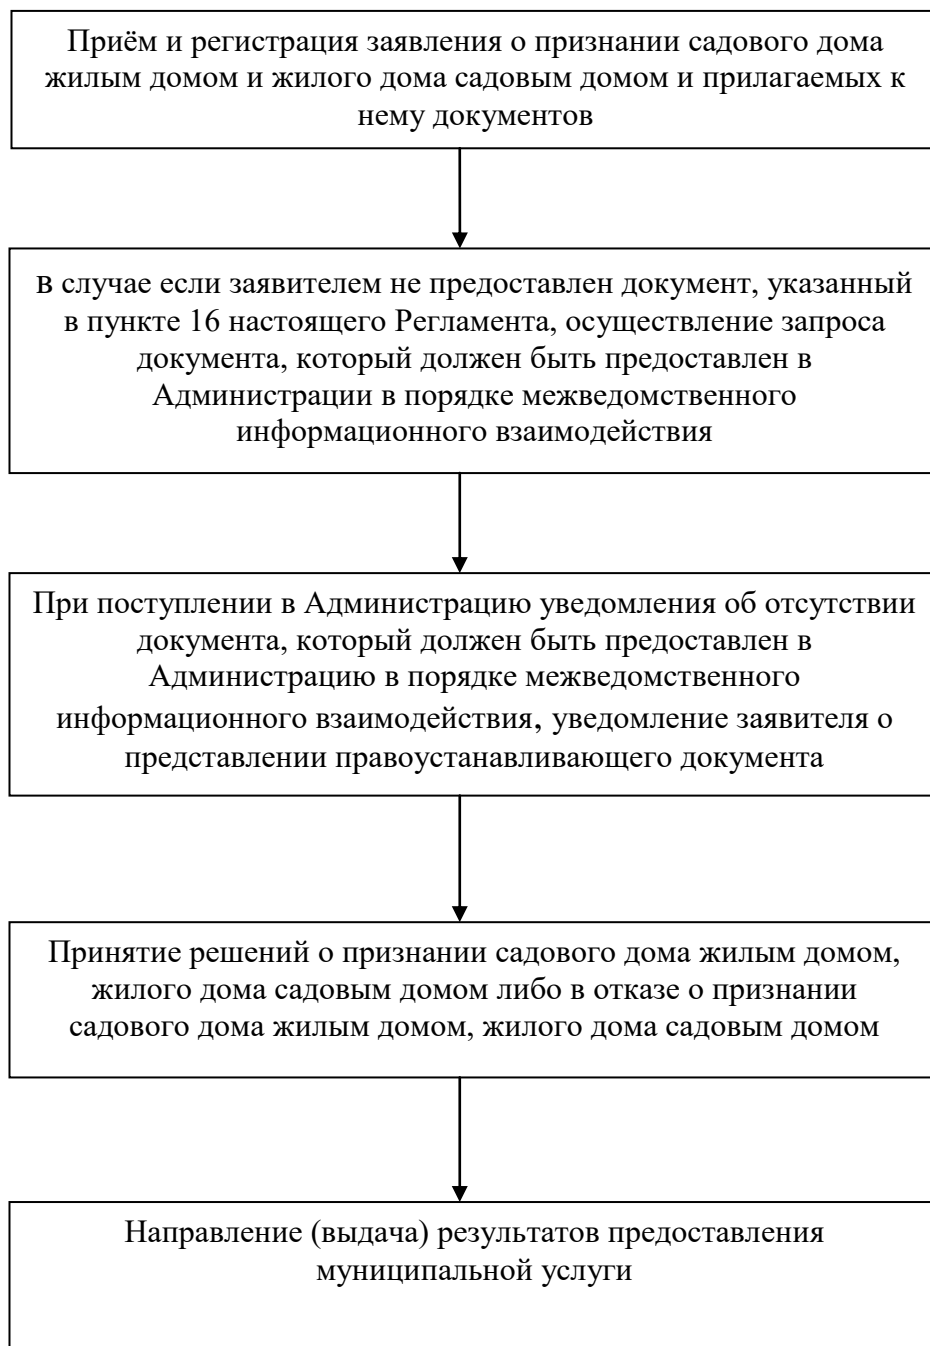 Приём и регистрация заявления о признании садового дома
жилым домом и жилого дома садовым домом и прилагаемых к
нему документов
в случае если заявителем не предоставлен документ, указанный
в пункте 16 настоящего Регламента, осуществление запроса
документа, который должен быть предоставлен в
Администрации в порядке межведомственного
информационного взаимодействия
При поступлении в Администрацию уведомления об отсутствии
документа, который должен быть предоставлен в
Администрацию в порядке межведомственного
информационного взаимодействия, уведомление заявителя о
представлении правоустанавливающего документа
Принятие решений о признании садового дома жилым домом,
жилого дома садовым домом либо в отказе о признании
садового дома жилым домом, жилого дома садовым домом
Направление (выдача) результатов предоставления
муниципальной услуги